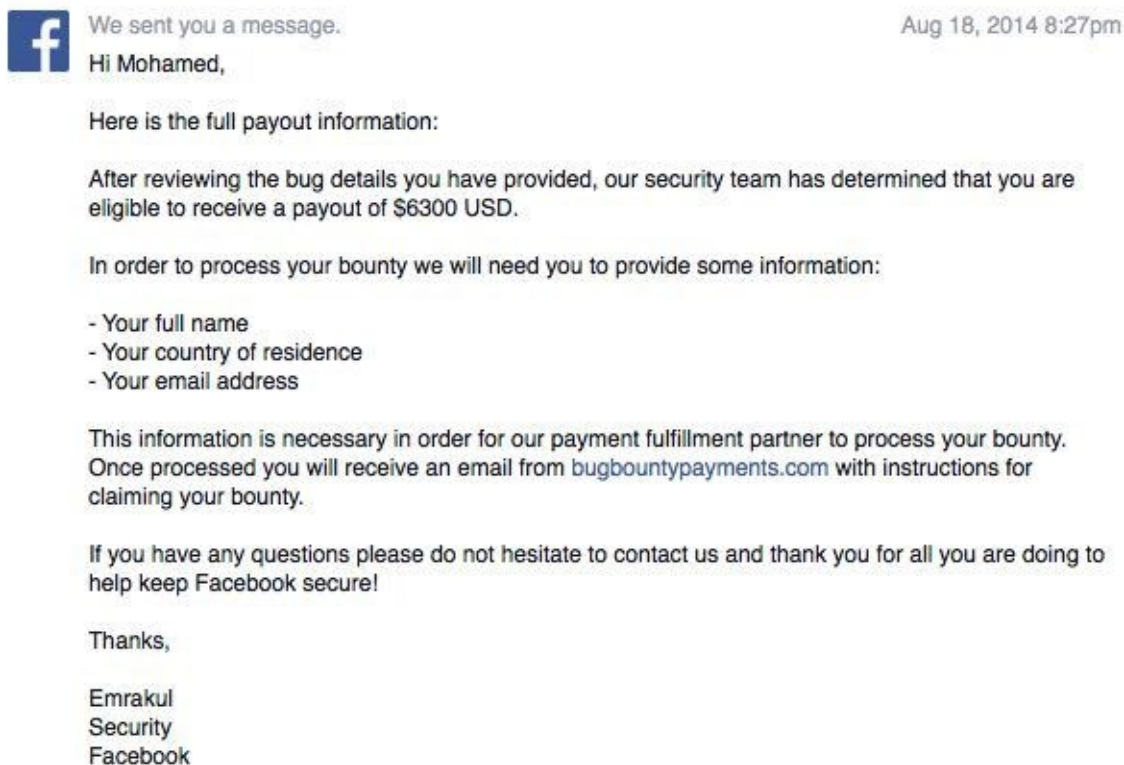 We sent you a message.
Aug 18, 2014 8:27pm
Hi Mohamed,
Here is the full payout information:
After reviewing the bug details you have provided, our security team has determined that you are
eligible to receive a payout of $6300 USD.
In order to process your bounty we will need you to provide some information:
- Your full name
- Your country of residence
- Your email address
This information is necessary in order for our payment fulfillment partner to process your bounty.
Once processed you will receive an email from bugbountypayments.com with instructions for
claiming your bounty.
If you have any questions please do not hesitate to contact us and thank you for all you are doing to
help keep Facebook secure!
Thanks,
Emrakul
Security
Facebook